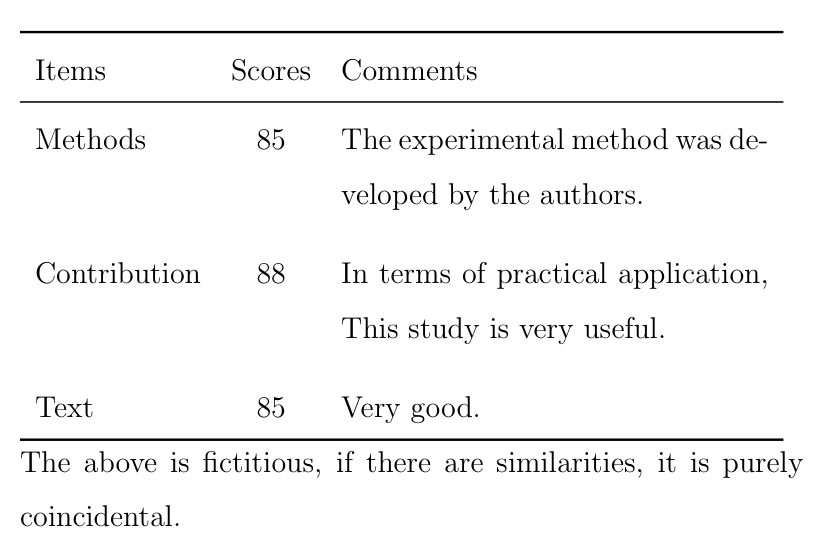 Items Scores Comments
Methods 85 The experimental method was de-
veloped by the authors.
Contribution 88 In terms of practical application,
This study is very useful.
Text 85 Very good.
The above is fictitious, if there are similarities, it is purely
coincidental.